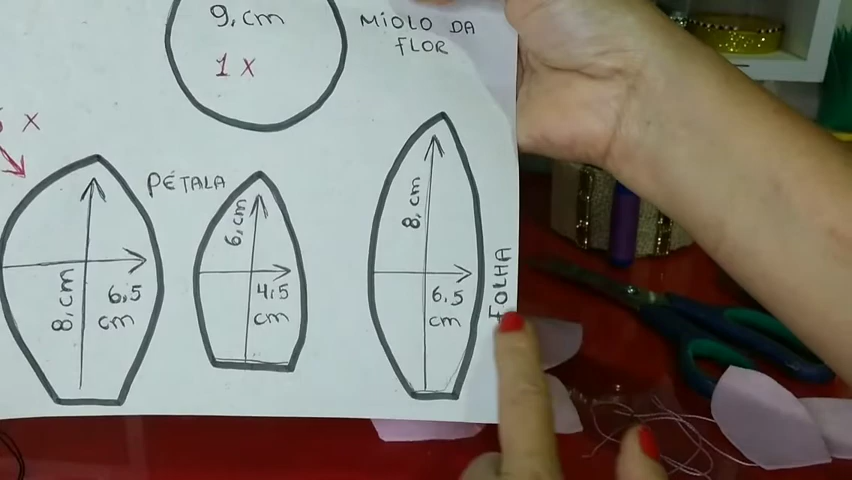 9, cm
1 X
MIOLO DA
FLOR
X
PÉTALA
8, cm
6,5
cm
6, cm
4,5
cm
8, cm
6,5
cm
FOLHA